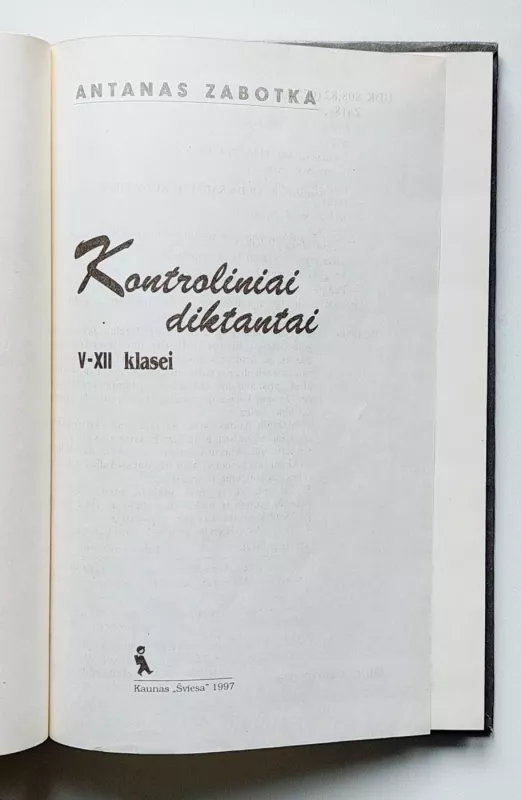 ANTANAS ZABOTKA
Kontroliniai
diktantai
V-XII klasei
Kaunas „Šviesa" 1997